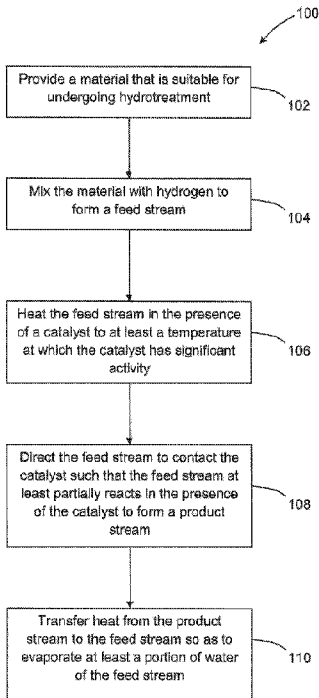 100
Provide a material that is suitable for
undergoing hydrotreatment
102
Mix the material with hydrogen to
form a feed stream
104
Heat the feed stream in the presence
of a catalyst to at least a temperature
at which the catalyst has significant
activity
106
Direct the feed stream to contact the
catalyst such that the feed stream at
least partially reacts in the presence
of the catalyst to form a product
stream
108
Transfer heat from the product
stream to the feed stream so as to
evaporate at least a portion of water
of the feed stream
110